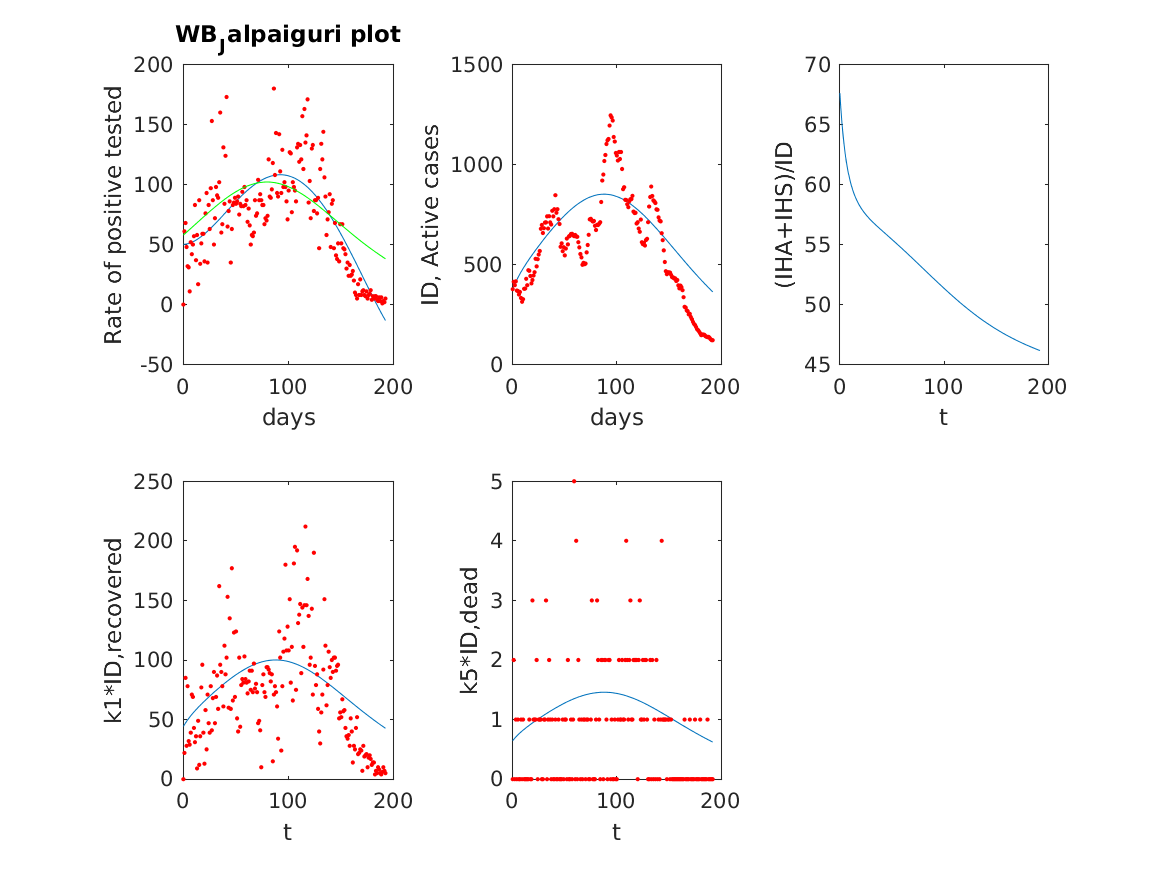 WB_Jalpaiguri plot
200
150
100
50
0
-50
0 100 200
days
Rate of positive tested
1500
1000
500
0
0 100 200
days
ID, Active cases
70
65
60
55
50
45
0 100 200
t
(IHA+IHS)/ID
250
200
150
100
50
0
0 100 200
t
k1*ID,recovered
5
4
3
2
1
0
0 100 200
t
k5*ID,dead